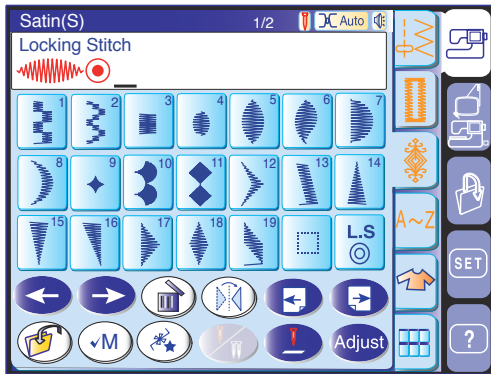 Satin(S) 1/2 Auto
Locking Stitch
1 2 3 4 5 6 7
8 9 10 11 12 13 14
15 16 17 18 19 L.S
A~Z
SET
M Adjust ?